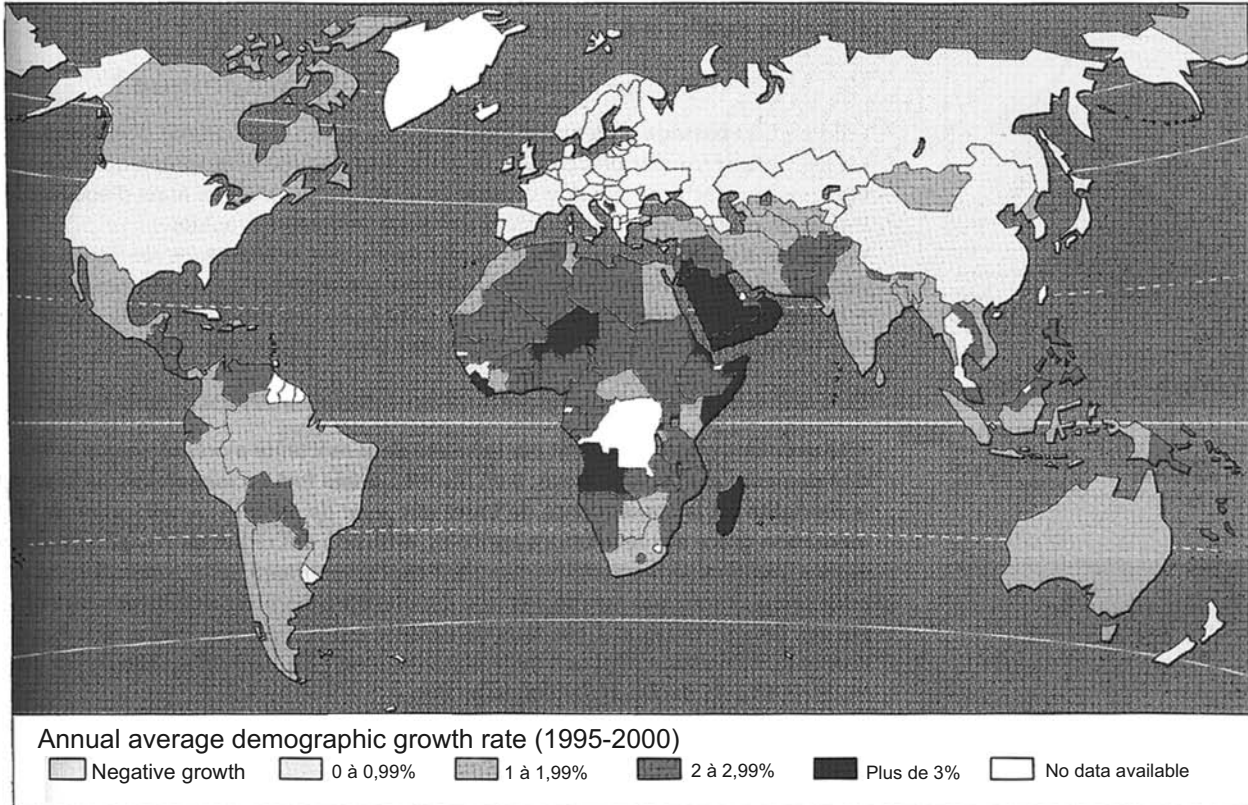 Annual average demographic growth rate (1995-2000)
Negative growth 0 à 0,99% 1 à 1,99% 2 à 2,99% Plus de 3% No data available